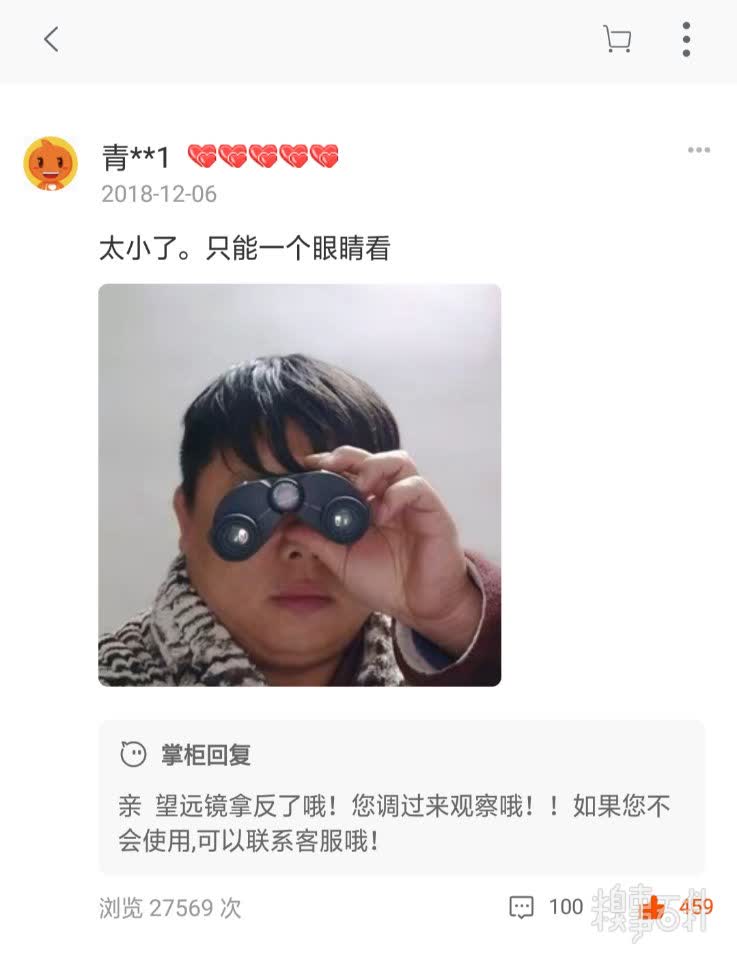 青**1
2018-12-06
太小了。只能一个眼睛看
掌柜回复
亲 望远镜拿反了哦！您调过来观察哦！！如果您不
会使用,可以联系客服哦！
浏览 27569 次
100
459
糗事百科